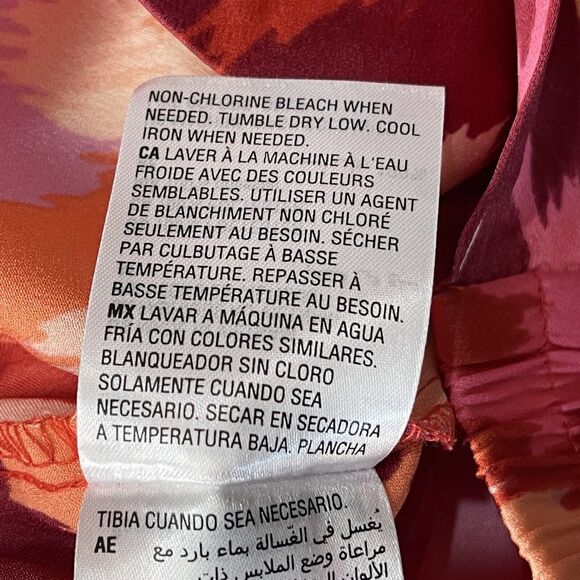 NON-CHLORINE BLEACH WHEN
NEEDED. TUMBLE DRY LOW. COOL
IRON WHEN NEEDED.
CA LAVER À LA MACHINE À L'EAU
FROIDE AVEC DES COULEURS
SEMBLABLES. UTILISER UN AGENT
DE BLANCHIMENT NON CHLORÉ
SEULEMENT AU BESOIN. SÉCHER
PAR CULBUTAGE À BASSE
TEMPÉRATURE. REPASSER À
BASSE TEMPÉRATURE AU BESOIN.
MX LAVAR A MÁQUINA EN AGUA
FRÍA CON COLORES SIMILARES.
BLANQUEADOR SIN CLORO
SOLAMENTE CUANDO SEA
NECESARIO. SECAR EN SECADORA
A TEMPERATURA BAJA. PLANCHA
TIBIA CUANDO SEA NECESARIO.
AE يُغسل في الغسّالة بماء بارد مع
مراعاة وضع الملابس ذات
الألوان